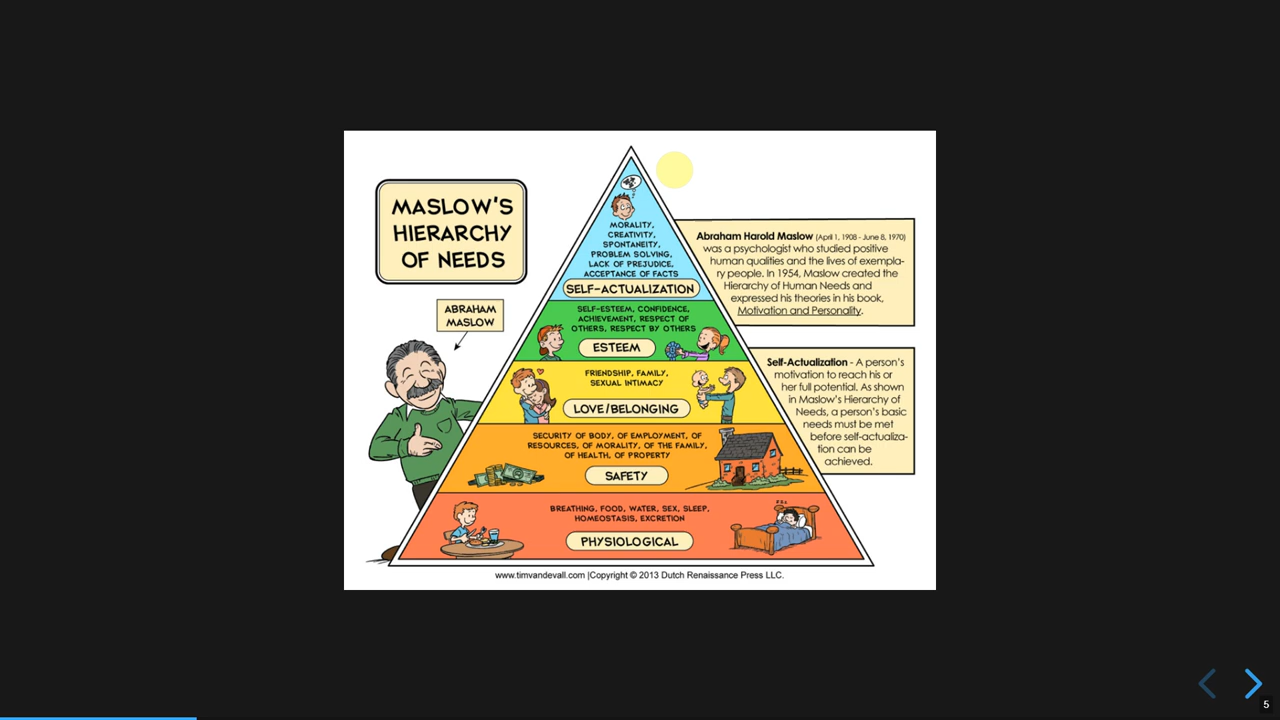 MASLOW'S
HIERARCHY
OF NEEDS
ABRAHAM
MASLOW
MORALITY,
CREATIVITY,
SPONTANEITY,
PROBLEM SOLVING,
LACK OF PREJUDICE,
ACCEPTANCE OF FACTS
SELF-ACTUALIZATION
SELF-ESTEEM, CONFIDENCE,
ACHIEVEMENT, RESPECT OF
OTHERS, RESPECT BY OTHERS
ESTEEM
FRIENDSHIP, FAMILY,
SEXUAL INTIMACY
LOVE/BELONGING
SECURITY OF BODY, OF EMPLOYMENT, OF
RESOURCES, OF MORALITY, OF THE FAMILY,
OF HEALTH, OF PROPERTY
SAFETY
BREATHING, FOOD, WATER, SEX, SLEEP,
HOMEOSTASIS, EXCRETION
PHYSIOLOGICAL
Abraham Harold Maslow (April 1, 1908 - June 8, 1970)
was a psychologist who studied positive
human qualities and the lives of exempla-
ry people. In 1954, Maslow created the
Hierarchy of Human Needs and
expressed his theories in his book,
Motivation and Personality.
Self-Actualization - A person's
motivation to reach his or
her full potential. As shown
in Maslow's Hierarchy of
Needs, a person's basic
needs must be met
before self-actualiza-
tion can be
achieved.
www.timvandevall.com |Copyright © 2013 Dutch Renaissance Press LLC.
5